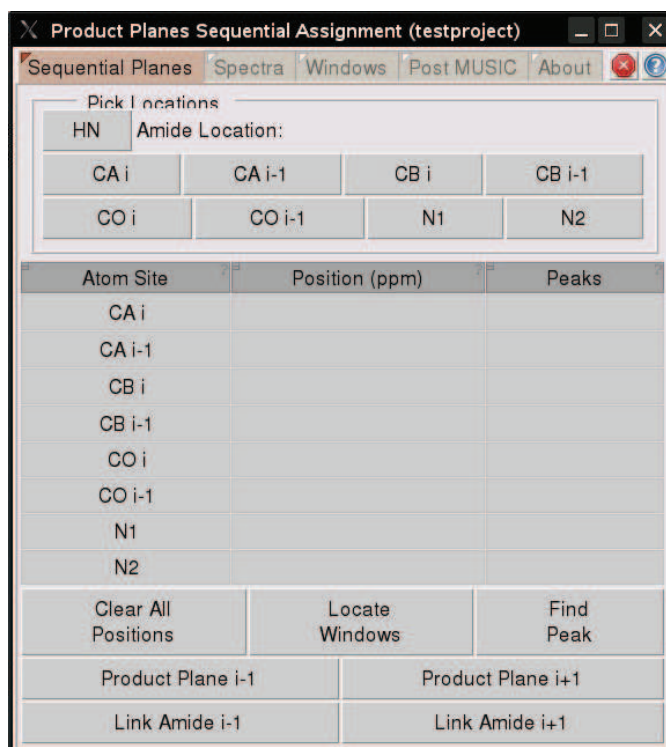 Product Planes Sequential Assignment (testproject)
Sequential Planes Spectra Windows Post MUSIC About
Pick Locations
HN Amide Location:
CA i CA i-1 CB i CB i-1
CO i CO i-1 N1 N2
Atom Site ? Position (ppm) ? Peaks ?
CA i
CA i-1
CB i
CB i-1
CO i
CO i-1
N1
N2
Clear All Locate Find
Positions Windows Peak
Product Plane i-1 Product Plane i+1
Link Amide i-1 Link Amide i+1